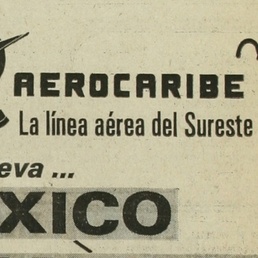 AEROCARIBE
La línea aérea del Sureste
eva ...
XICO